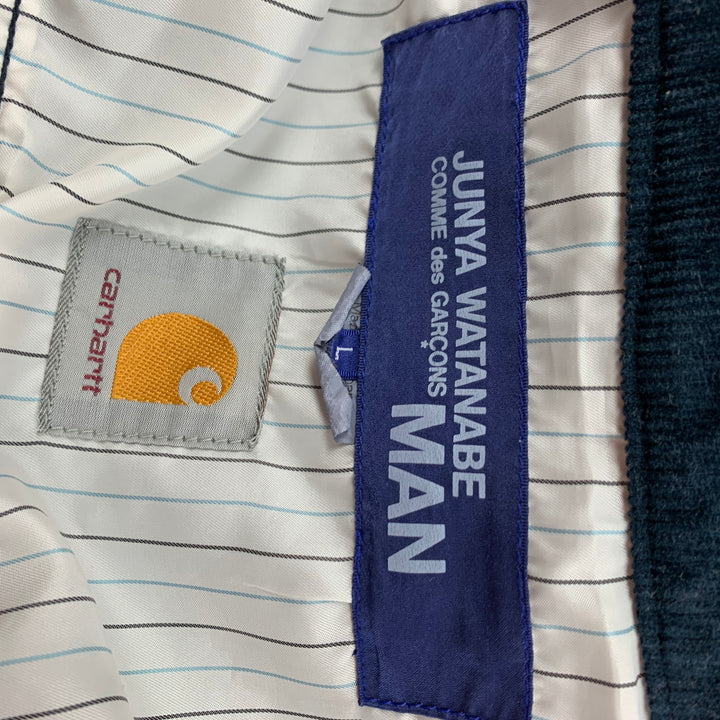 JUNYA WATANABE
COMME des GARÇONS
MAN
L
carhartt